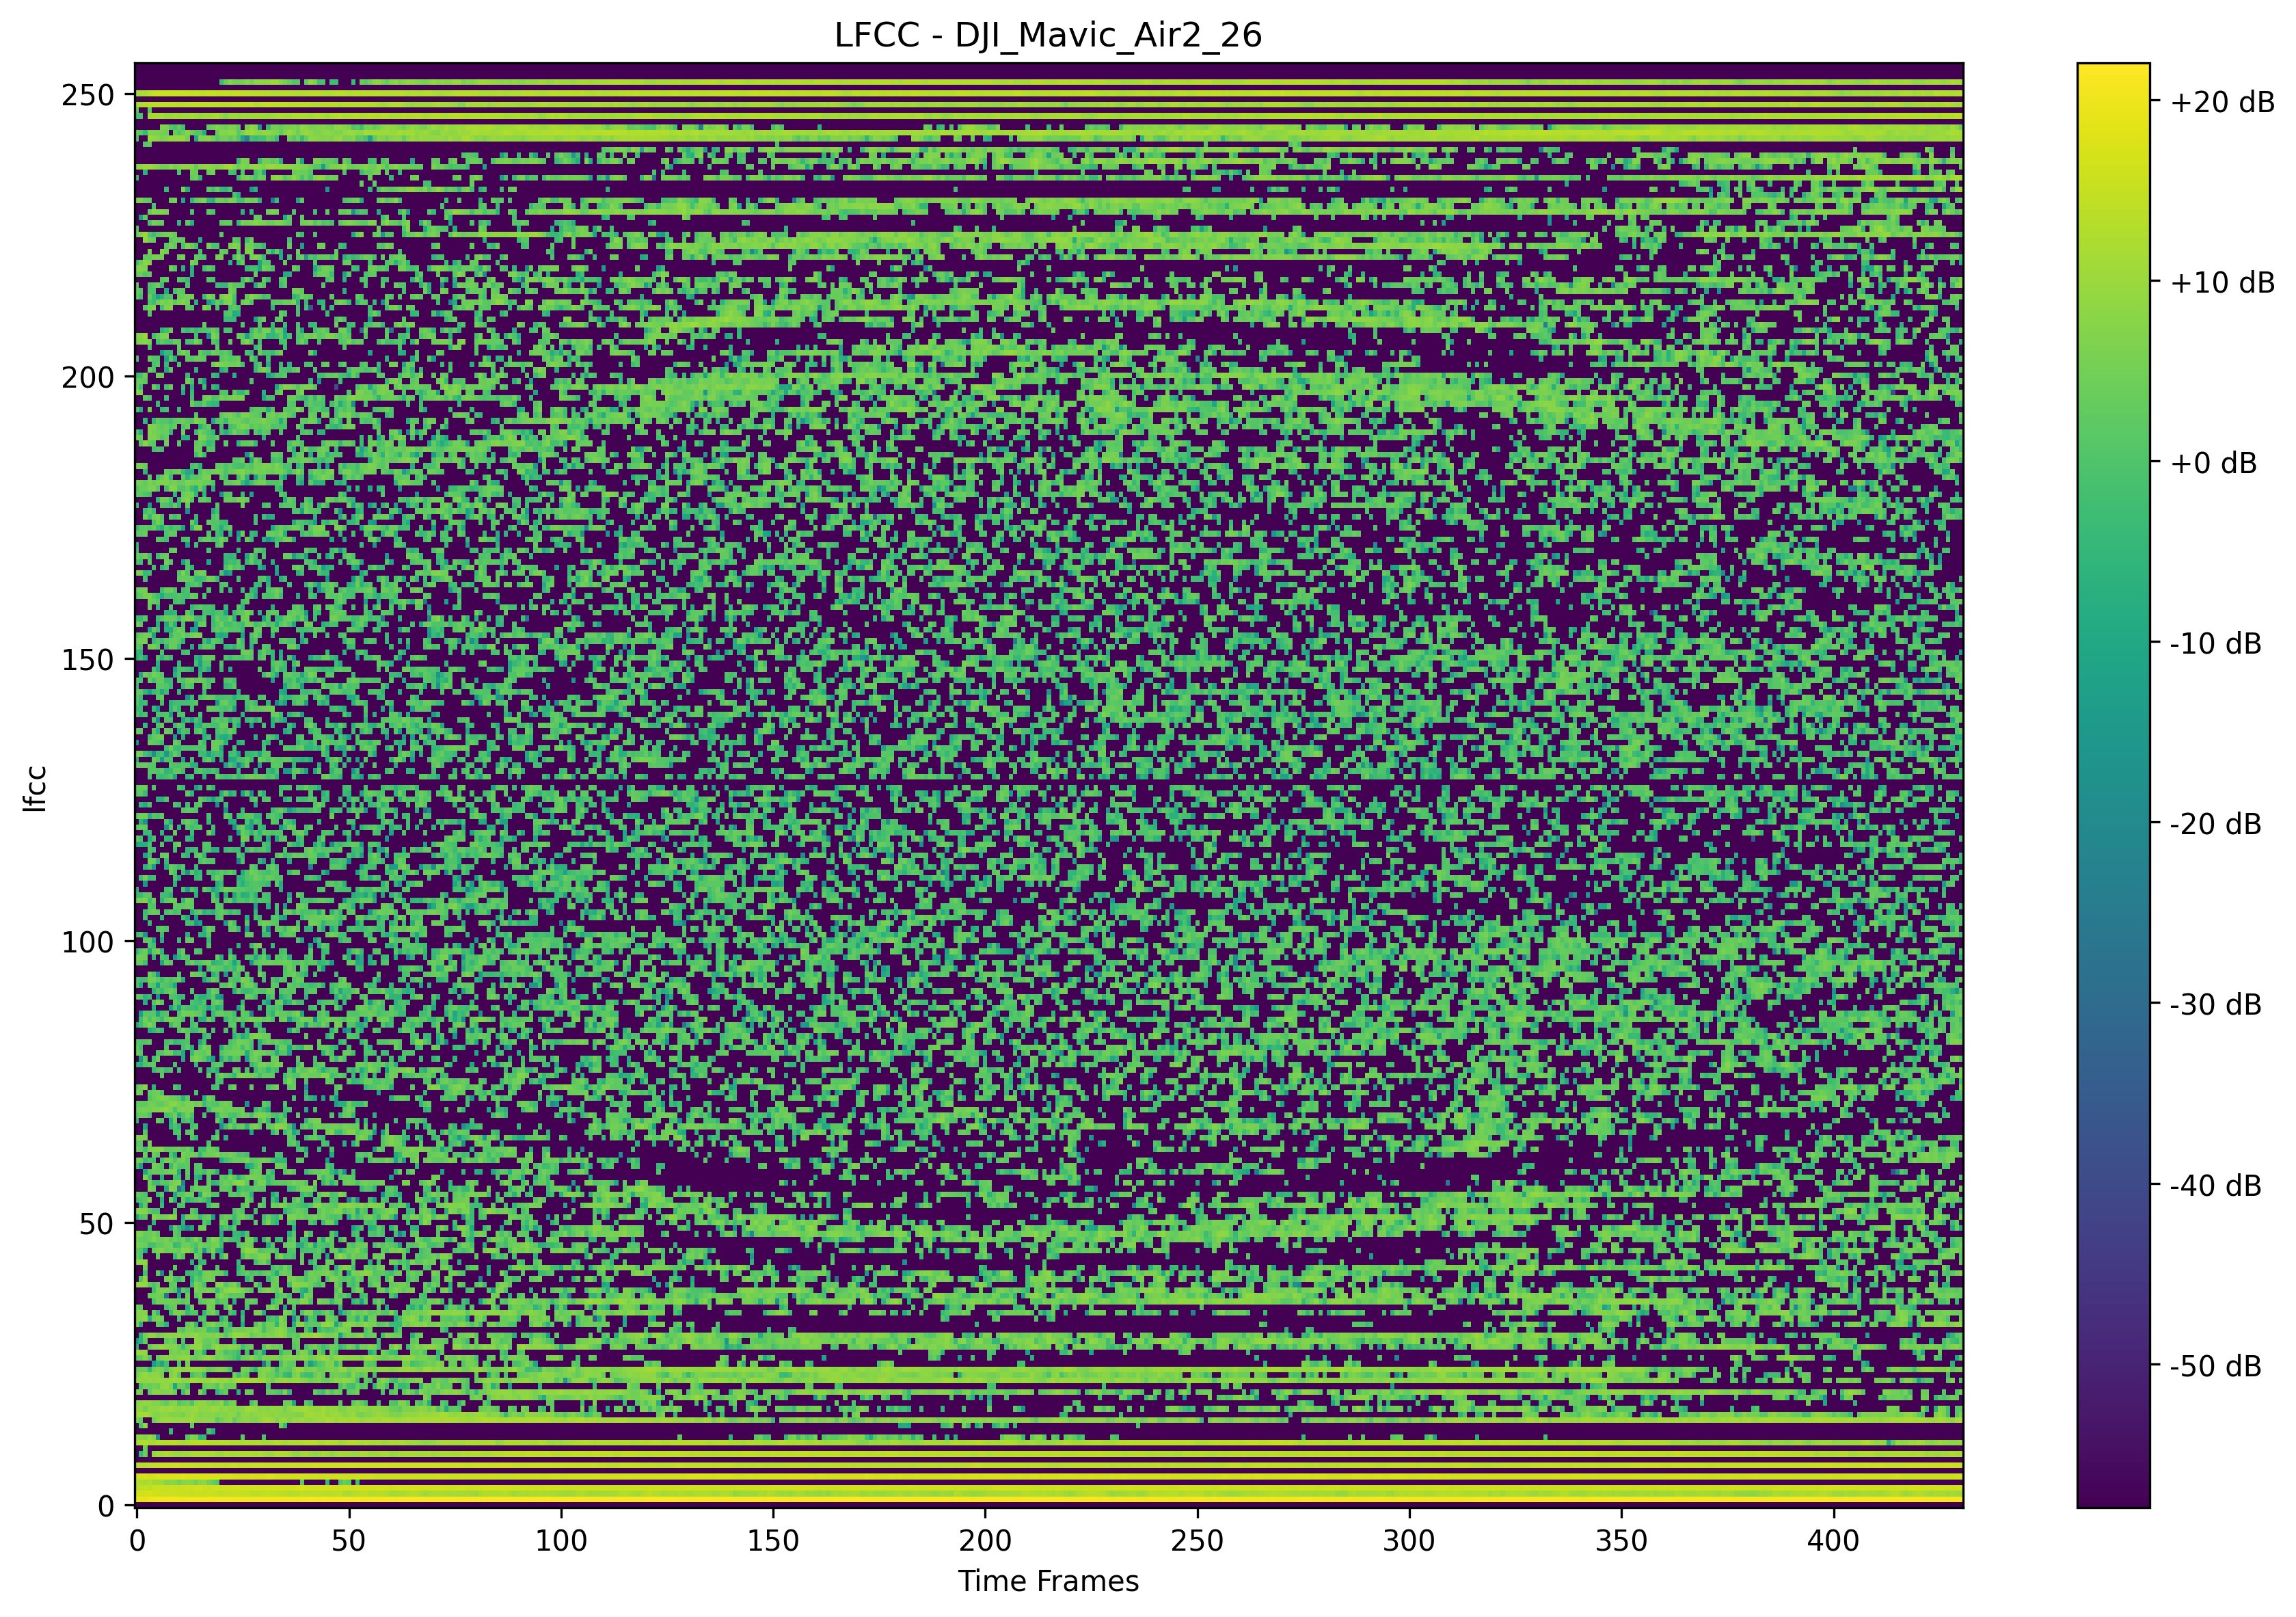 LFCC - DJI_Mavic_Air2_26
250
200
150
100
50
0
lfcc
0 50 100 150 200 250 300 350 400
Time Frames
+20 dB
+10 dB
+0 dB
-10 dB
-20 dB
-30 dB
-40 dB
-50 dB